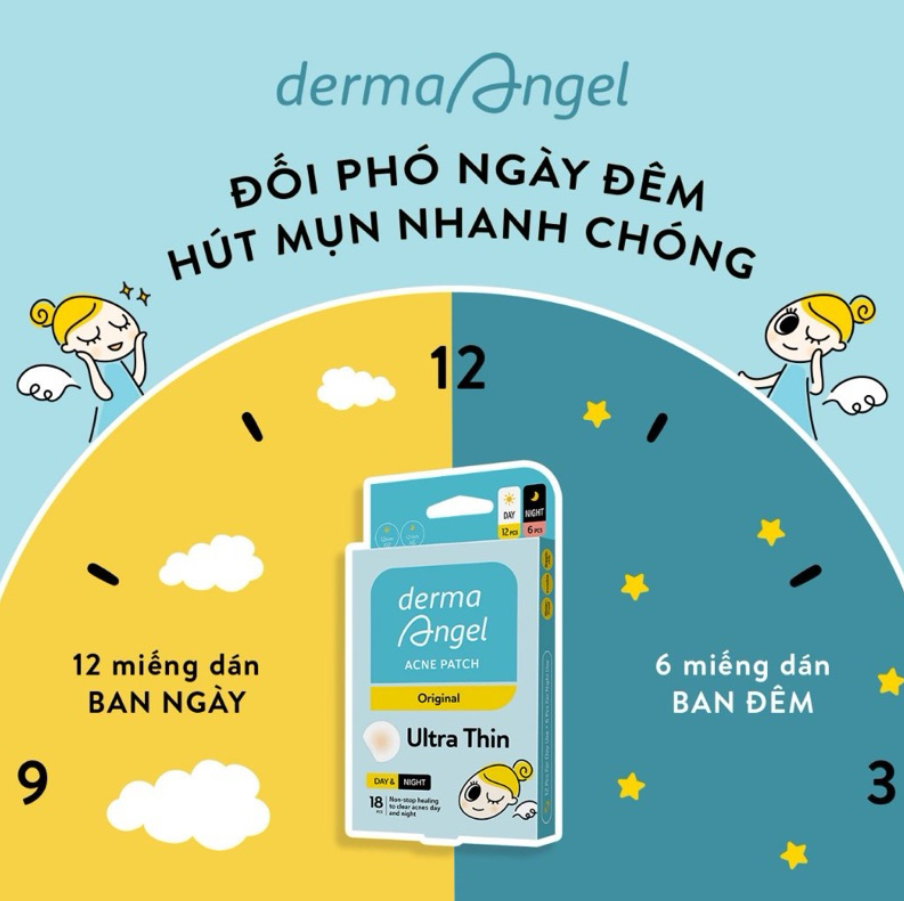 derma Angel
ĐỐI PHÓ NGÀY ĐÊM
HÚT MỤN NHANH CHÓNG
12
DAY
NIGHT
12 PCS
6 PCS
derma
Angel
ACNE PATCH
Original
Ultra Thin
DAY & NIGHT
18 PCS
Non-stop healing
to clear acnes day
and night
12 miếng dán
BAN NGÀY
6 miếng dán
BAN ĐÊM
9
3